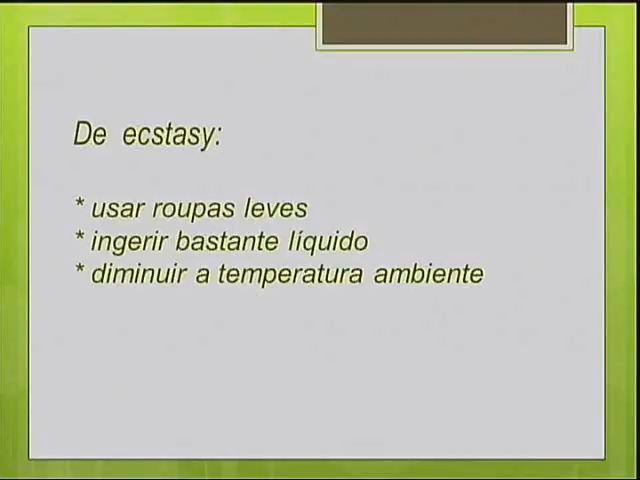 De ecstasy:
* usar roupas leves
* ingerir bastante líquido
* diminuir a temperatura ambiente